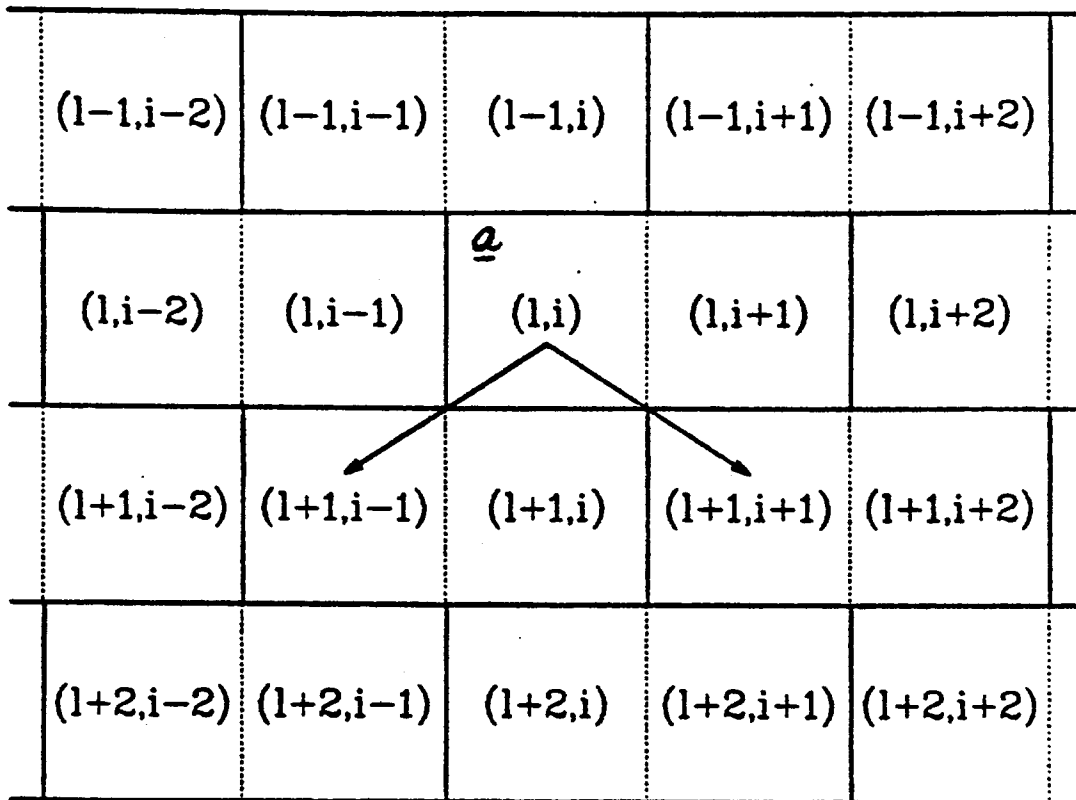 (l−1,i−2) (l−1,i−1) (l−1,i) (l−1,i+1) (l−1,i+2)
a
(l,i−2) (l,i−1) (l,i) (l,i+1) (l,i+2)
(l+1,i−2) (l+1,i−1) (l+1,i) (l+1,i+1) (l+1,i+2)
(l+2,i−2) (l+2,i−1) (l+2,i) (l+2,i+1) (l+2,i+2)